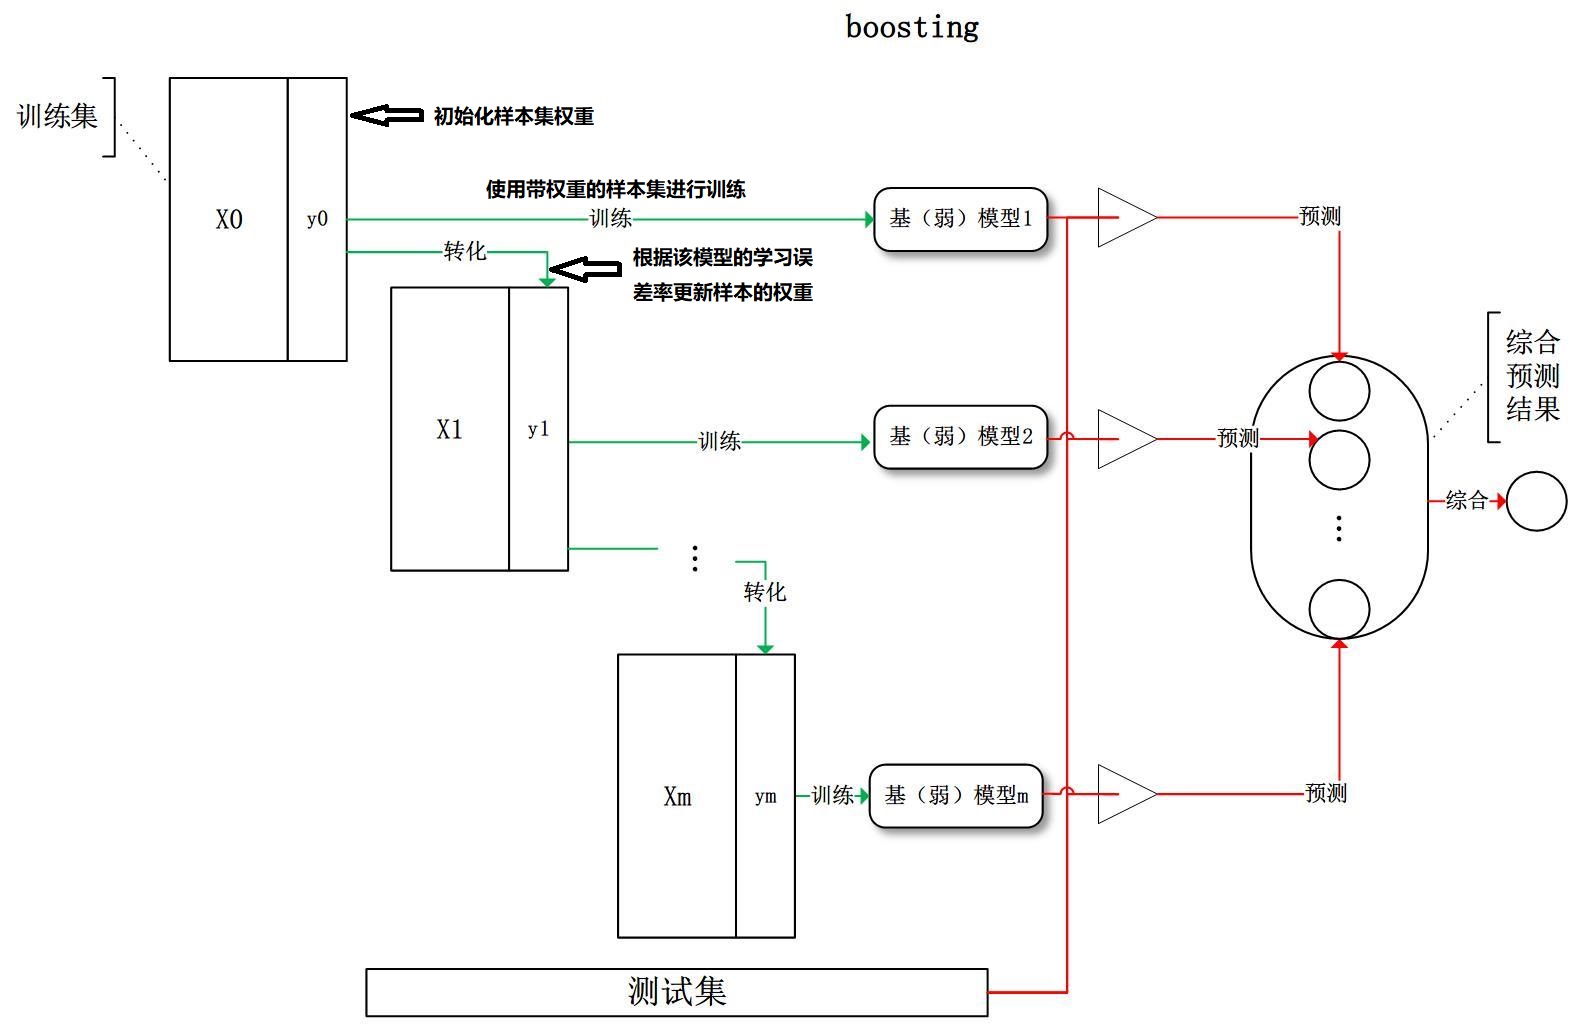 boosting
训练集
初始化样本集权重
使用带权重的样本集进行训练
X0
y0
训练
基（弱）模型1
预测
转化
根据该模型的学习误
差率更新样本的权重
综合
预测
结果
X1
y1
训练
基（弱）模型2
预测
综合
转化
Xm
ym
训练
基（弱）模型m
预测
测试集